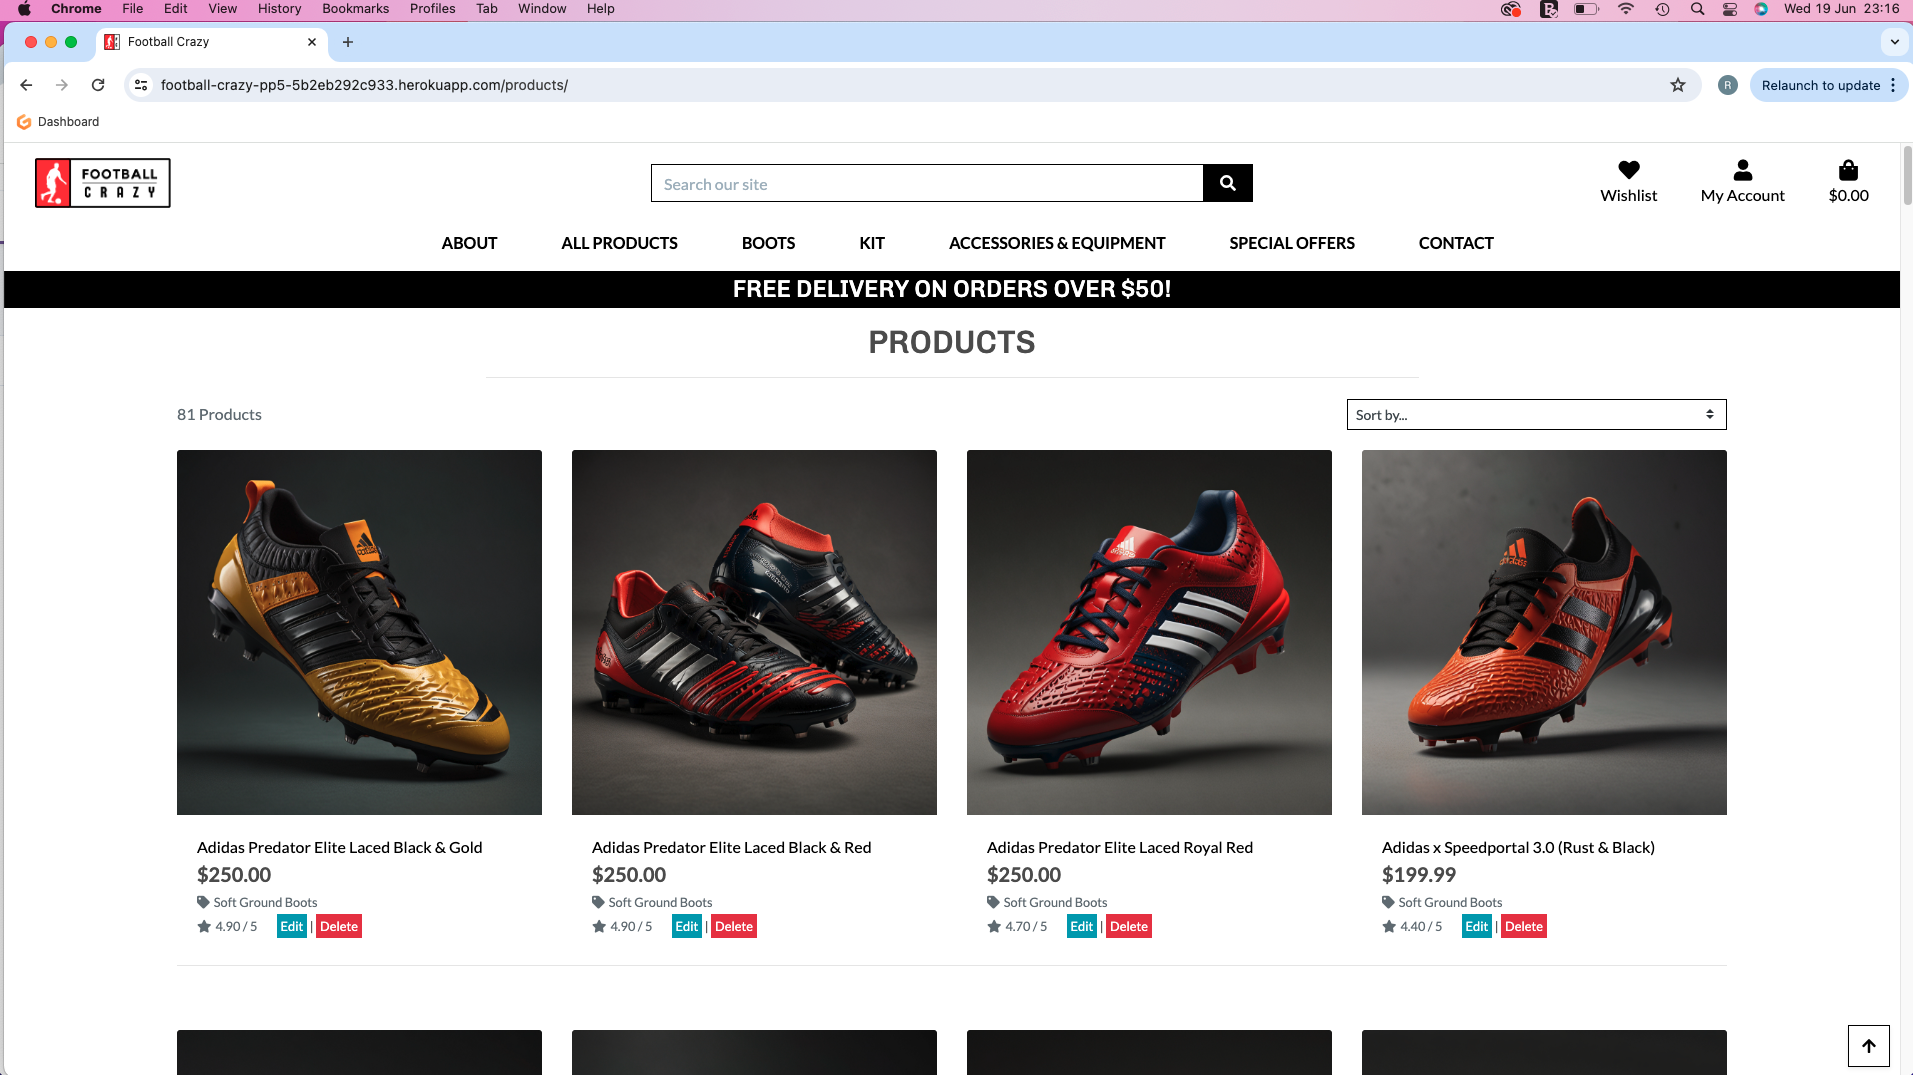 Chrome File Edit View History Bookmarks Profiles Tab Window Help Wed 19 Jun 23:16
Football Crazy
football-crazy-pp5-5b2eb292c933.herokuapp.com/products/ R Relaunch to update
Dashboard
FOOTBALL
CRAZY
Search our site
Wishlist My Account $0.00
ABOUT ALL PRODUCTS BOOTS KIT ACCESSORIES & EQUIPMENT SPECIAL OFFERS CONTACT
FREE DELIVERY ON ORDERS OVER $50!
PRODUCTS
81 Products Sort by...
Adidas Predator Elite Laced Black & Gold
$250.00
Soft Ground Boots
4.90 / 5 Edit | Delete
Adidas Predator Elite Laced Black & Red
$250.00
Soft Ground Boots
4.90 / 5 Edit | Delete
Adidas Predator Elite Laced Royal Red
$250.00
Soft Ground Boots
4.70 / 5 Edit | Delete
Adidas x Speedportal 3.0 (Rust & Black)
$199.99
Soft Ground Boots
4.40 / 5 Edit | Delete